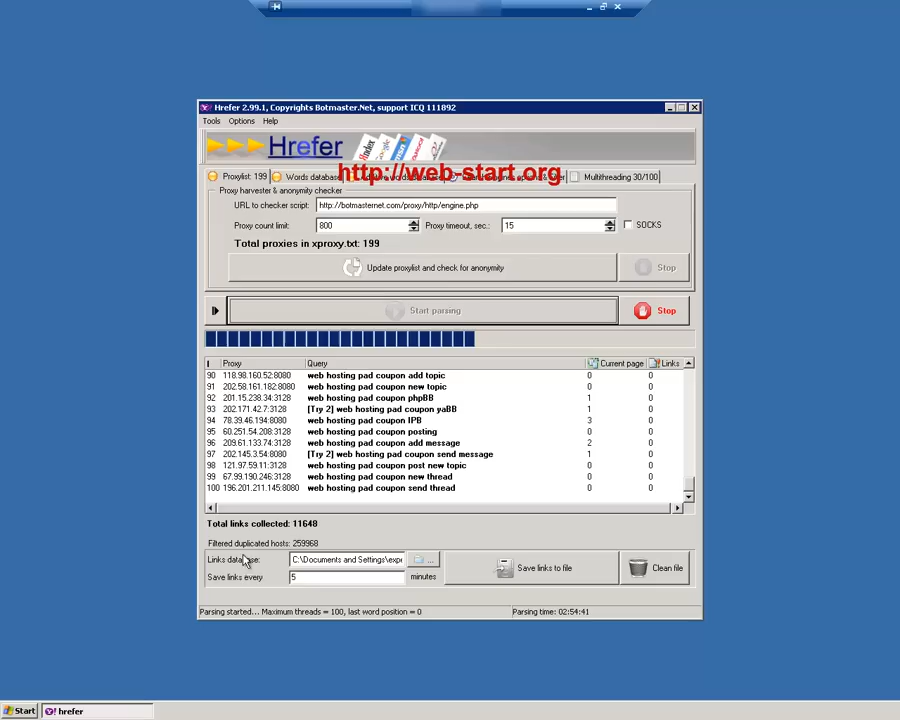 Hrefer 2.99.1, Copyrights Botmaster.Net, support ICQ 111892
Tools Options Help
Hrefer
http://web-start.org
Proxylist: 199 Words database Multithreading 30/100
Proxy harvester & anonymity checker
URL to checker script: http://botmasternet.com/proxy/http/engine.php
Proxy count limit: 800 Proxy timeout, sec.: 15 SOCKS
Total proxies in xproxy.txt: 199
Update proxylist and check for anonymity Stop
Start parsing Stop
I Proxy Query Current page Links
90 118.98.160.52:8080 web hosting pad coupon add topic 0 0
91 202.58.161.182:8080 web hosting pad coupon new topic 0 0
92 201.15.238.34:3128 web hosting pad coupon phpBB 1 0
93 202.171.42.7:3128 [Try 2] web hosting pad coupon yaBB 1 0
94 78.39.46.194:8080 web hosting pad coupon IPB 3 0
95 60.251.54.208:3128 web hosting pad coupon posting 0 0
96 209.61.133.74:3128 web hosting pad coupon add message 2 0
97 202.145.3.54:8080 [Try 2] web hosting pad coupon send message 1 0
98 121.97.59.11:3128 web hosting pad coupon post new topic 0 0
99 67.99.190.246:3128 web hosting pad coupon new thread 0 0
100 196.201.211.145:8080 web hosting pad coupon send thread 0 0
Total links collected: 11648
Filtered duplicated hosts: 259968
Links database: C:\Documents and Settings\expe ... Save links to file Clean file
Save links every 5 minutes
Parsing started... Maximum threads = 100, last word position = 0 Parsing time: 02:54:41
Start hrefer